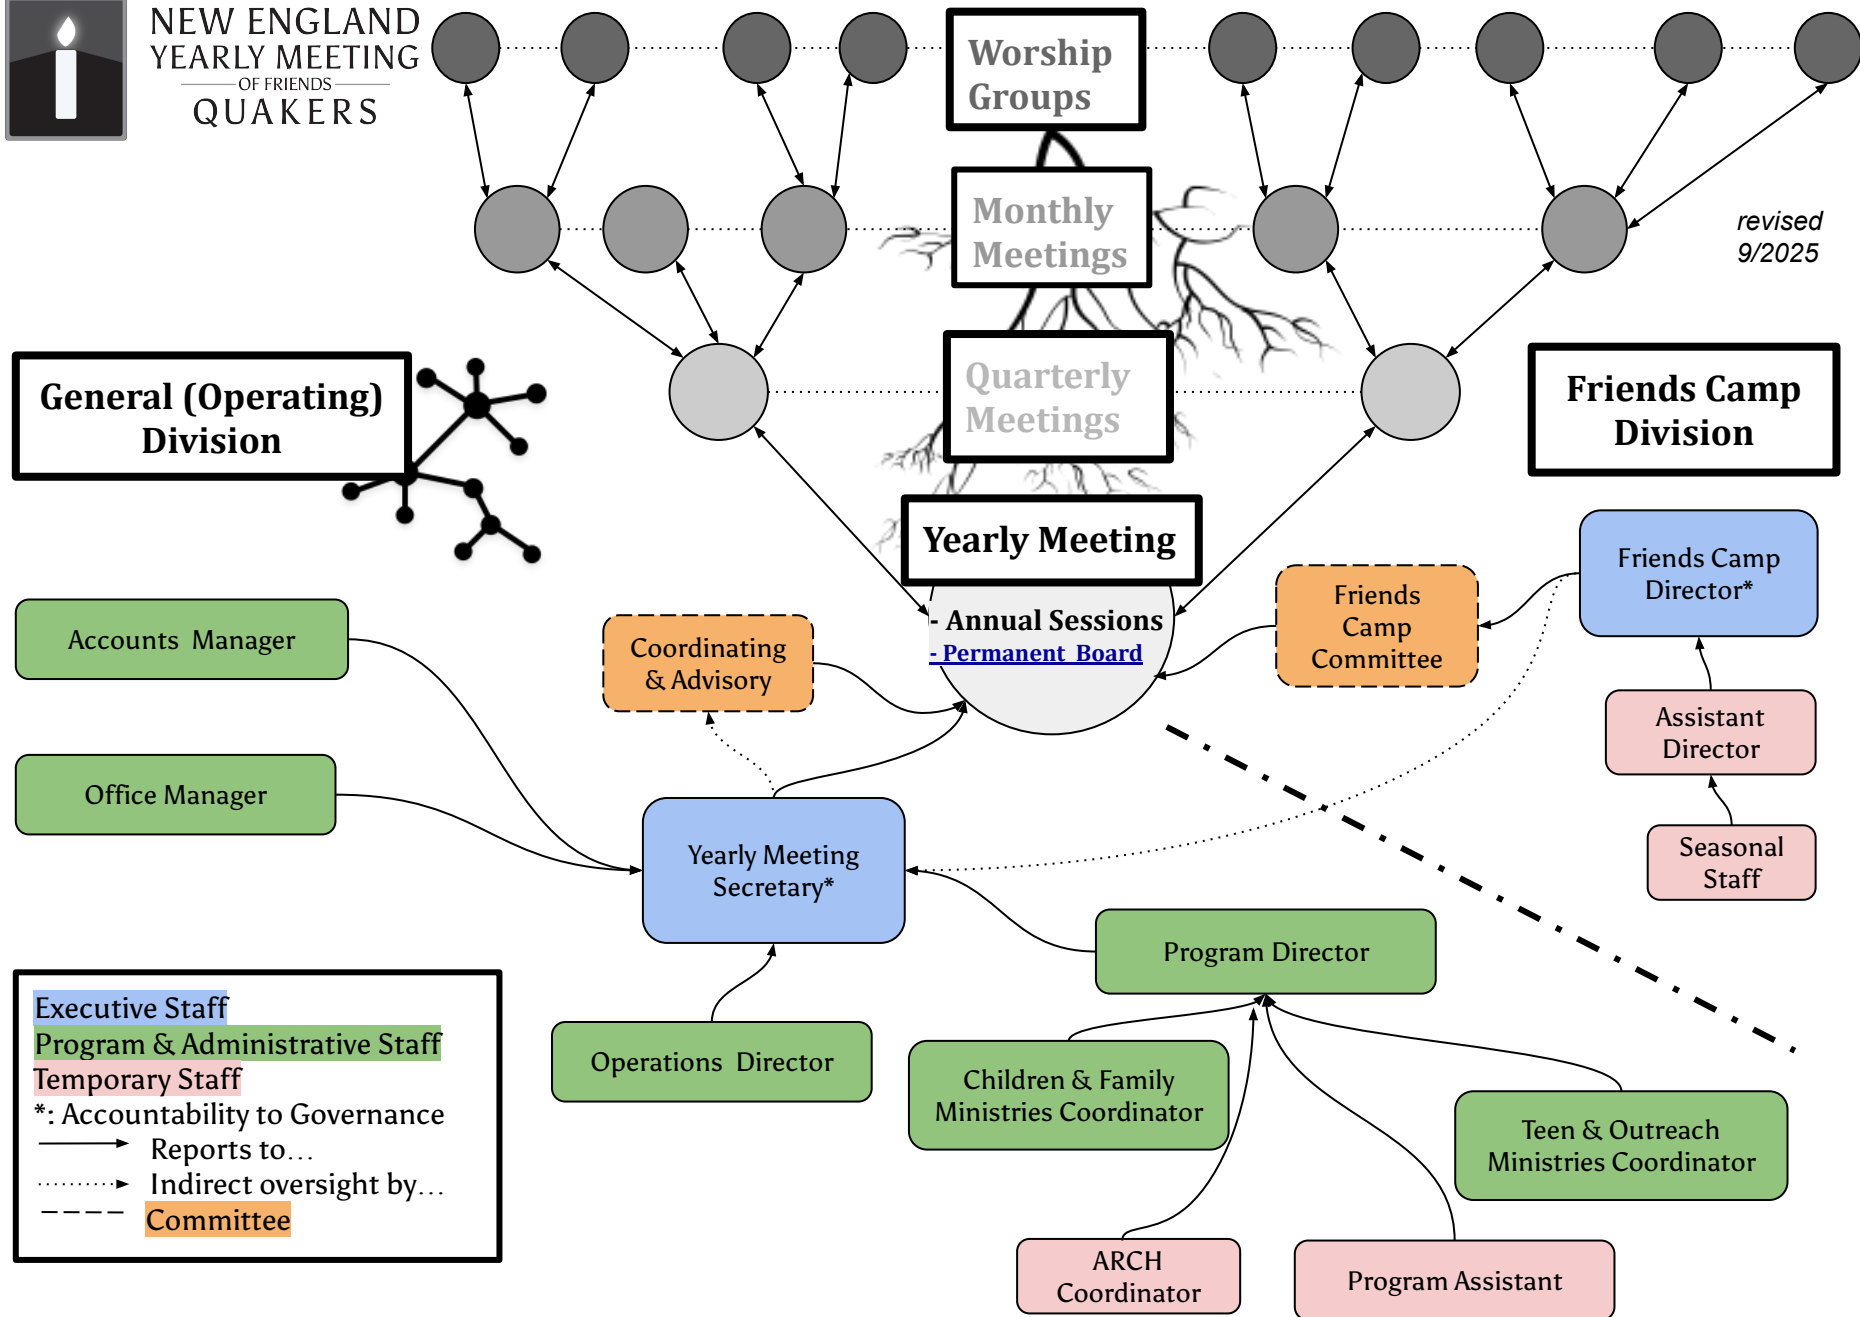 NEW ENGLAND
YEARLY MEETING
OF FRIENDS
QUAKERS
Worship
Groups
Monthly
Meetings
revised
9/2025
Quarterly
Meetings
General (Operating)
Division
Friends Camp
Division
Yearly Meeting
- Annual Sessions
- Permanent Board
Friends Camp
Director*
Friends
Camp
Committee
Accounts Manager
Coordinating
& Advisory
Assistant
Director
Office Manager
Yearly Meeting
Secretary*
Seasonal
Staff
Program Director
Operations Director
Children & Family
Ministries Coordinator
Teen & Outreach
Ministries Coordinator
ARCH
Coordinator
Program Assistant
Executive Staff
Program & Administrative Staff
Temporary Staff
*: Accountability to Governance
Reports to...
Indirect oversight by...
Committee